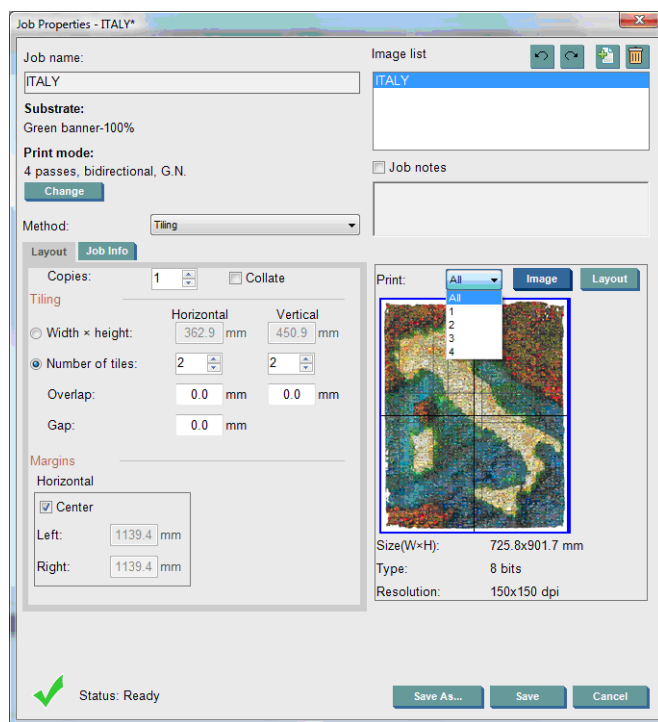 Job Properties - ITALY*
Job name:
ITALY
Substrate:
Green banner-100%
Print mode:
4 passes, bidirectional, G.N.
Change
Method:
Tiling
Image list
ITALY
Job notes
Layout
Job Info
Copies:
1
Collate
Tiling
Horizontal Vertical
Width × height: 362.9 mm 450.9 mm
Number of tiles: 2 2
Overlap: 0.0 mm 0.0 mm
Gap: 0.0 mm
Margins
Horizontal
Center
Left: 1139.4 mm
Right: 1139.4 mm
Print: All Image Layout
All
1
2
3
4
Size(W×H): 725.8x901.7 mm
Type: 8 bits
Resolution: 150x150 dpi
Status: Ready
Save As... Save Cancel